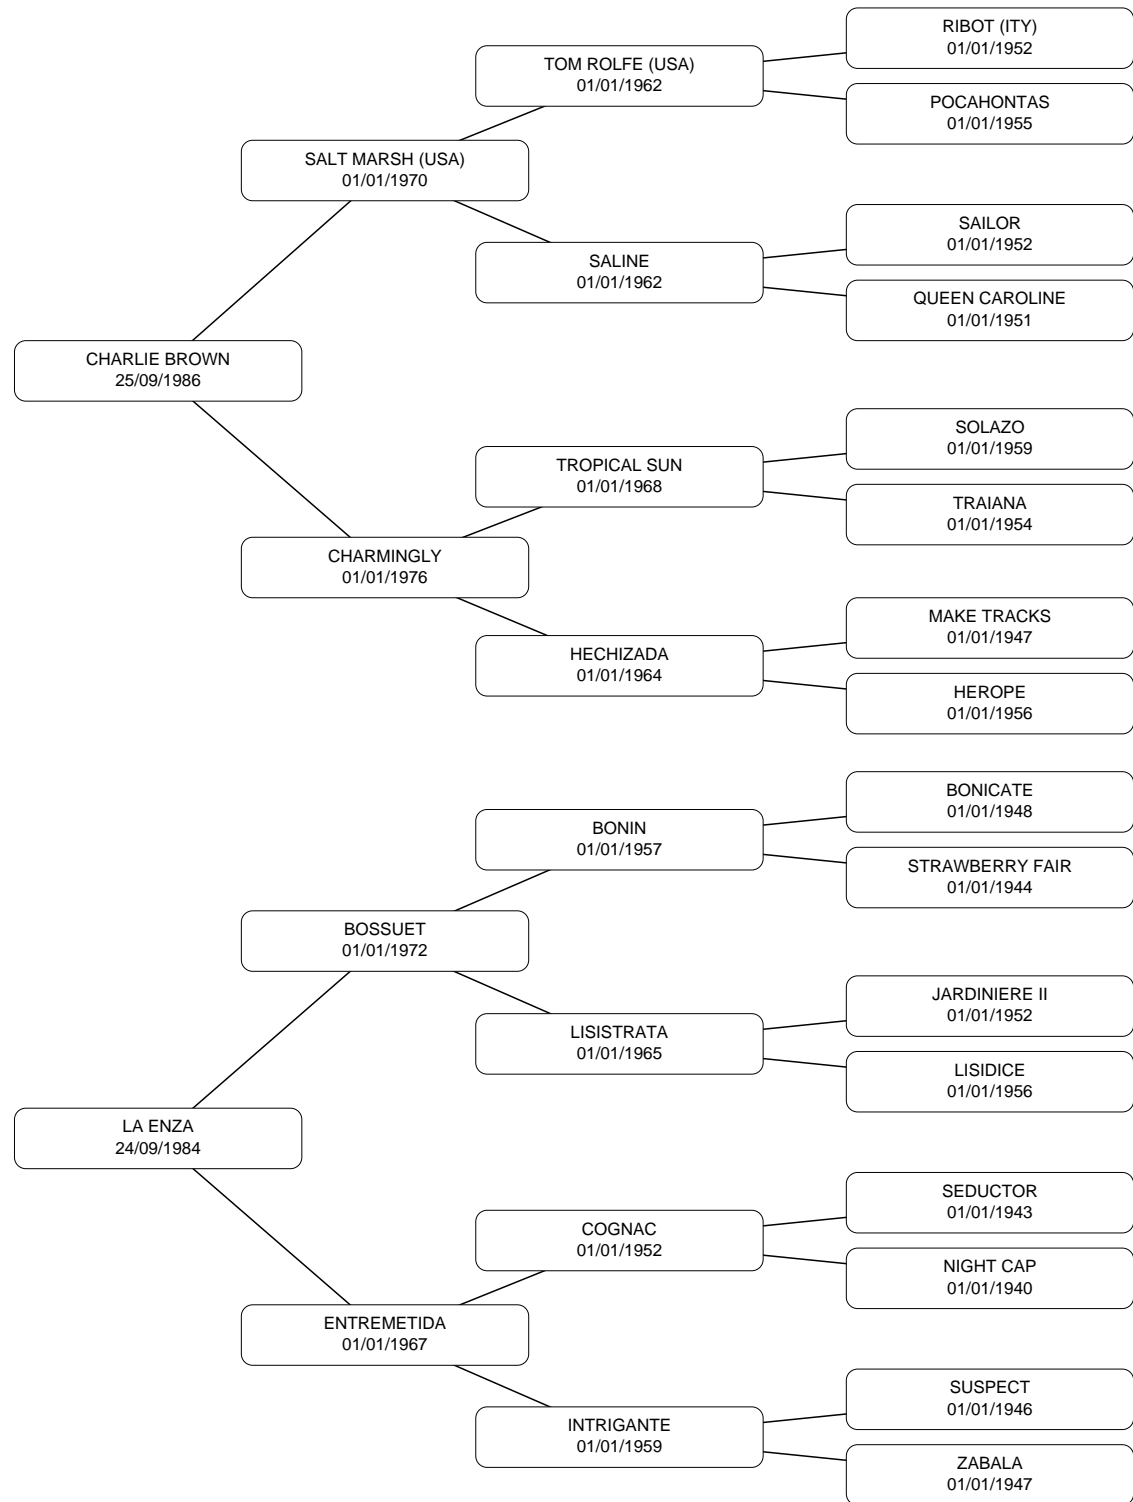 RIBOT (ITY)
01/01/1952
TOM ROLFE (USA)
01/01/1962
POCAHONTAS
01/01/1955
SALT MARSH (USA)
01/01/1970
SAILOR
01/01/1952
SALINE
01/01/1962
QUEEN CAROLINE
01/01/1951
CHARLIE BROWN
25/09/1986
SOLAZO
01/01/1959
TROPICAL SUN
01/01/1968
TRAIANA
01/01/1954
CHARMINGLY
01/01/1976
MAKE TRACKS
01/01/1947
HECHIZADA
01/01/1964
HEROPE
01/01/1956
BONICATE
01/01/1948
BONIN
01/01/1957
STRAWBERRY FAIR
01/01/1944
BOSSUET
01/01/1972
JARDINIERE II
01/01/1952
LISISTRATA
01/01/1965
LISIDICE
01/01/1956
LA ENZA
24/09/1984
SEDUCTOR
01/01/1943
COGNAC
01/01/1952
NIGHT CAP
01/01/1940
ENTREMETIDA
01/01/1967
SUSPECT
01/01/1946
INTRIGANTE
01/01/1959
ZABALA
01/01/1947